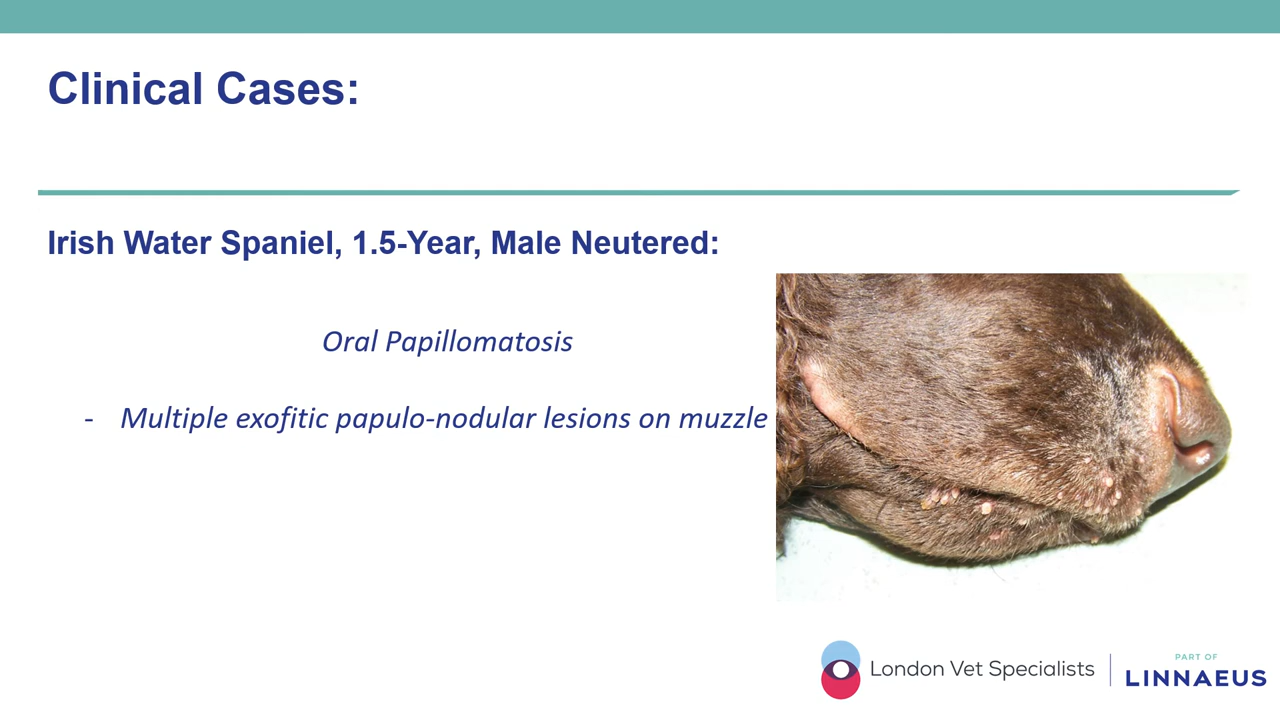 Clinical Cases:
Irish Water Spaniel, 1.5-Year, Male Neutered:
Oral Papillomatosis
- Multiple exofitic papulo-nodular lesions on muzzle
London Vet Specialists
PART OF
LINNAEUS